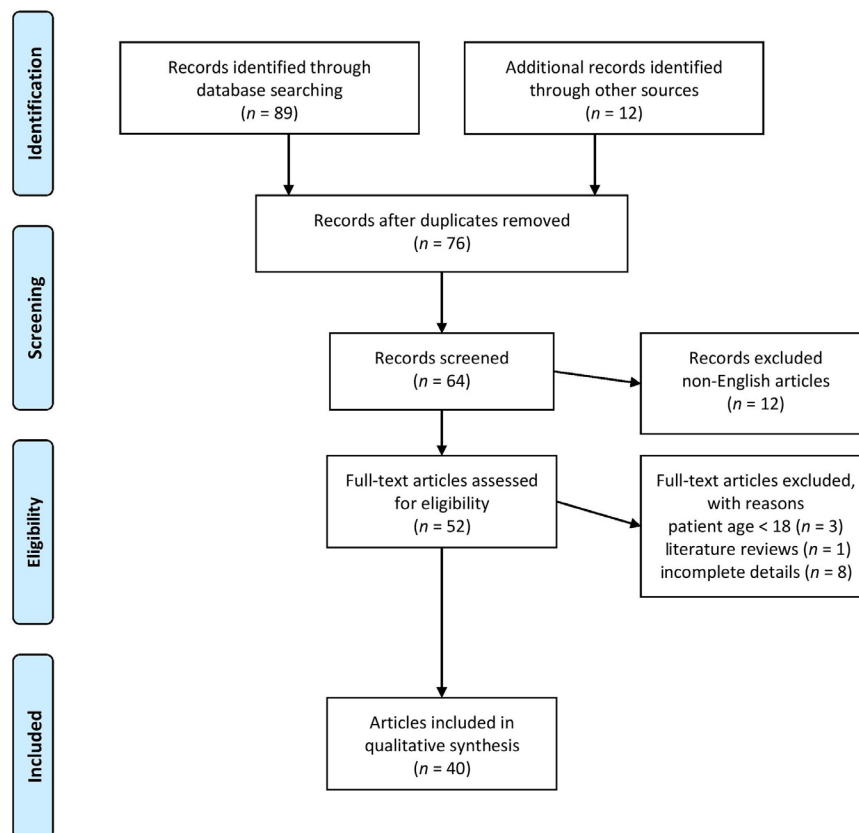 Identification
Records identified through
database searching
(n = 89)
Additional records identified
through other sources
(n = 12)
Records after duplicates removed
(n = 76)
Screening
Records screened
(n = 64)
Records excluded
non-English articles
(n = 12)
Eligibility
Full-text articles assessed
for eligibility
(n = 52)
Full-text articles excluded,
with reasons
patient age < 18 (n = 3)
literature reviews (n = 1)
incomplete details (n = 8)
Included
Articles included in
qualitative synthesis
(n = 40)